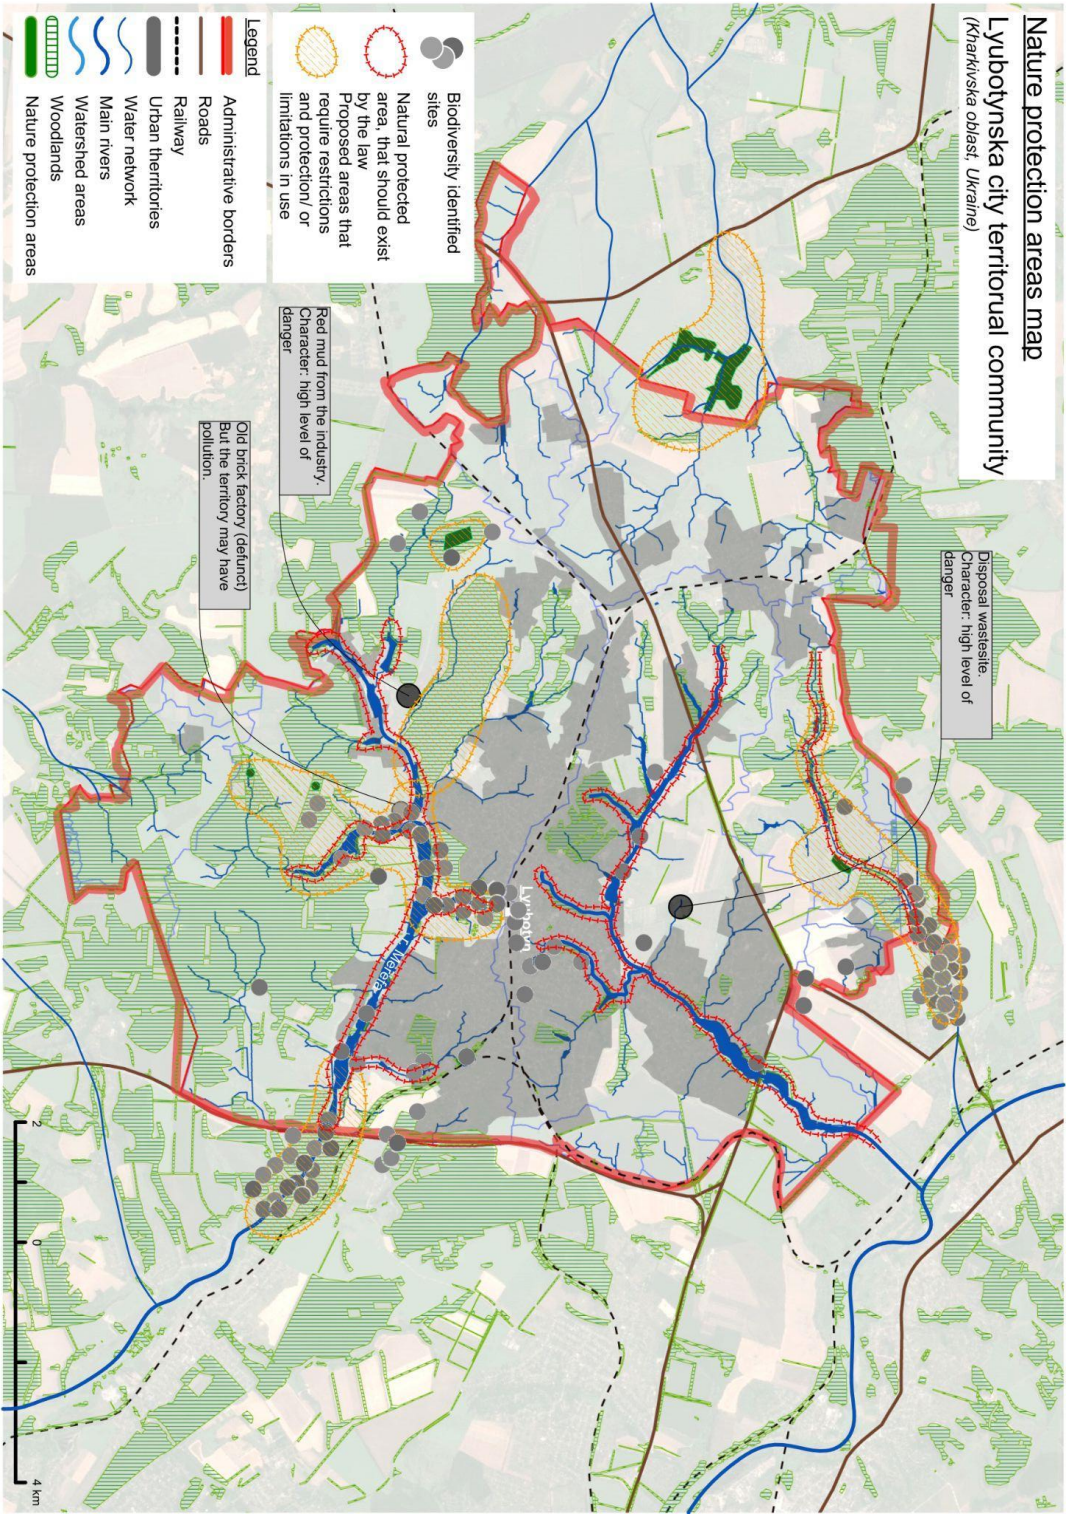 Nature protection areas map
Lyubotynska city territorual community
(Kharkivska oblast, Ukraine)
Disposal wastesite.
Character: high level of
danger
Red mud from the industry.
Character: high level of
danger
Old brick factory (defunct)
But the territory may have
pollution.
Lyubotyn
r. Merefa
Biodiversity identified
sites
Natural protected
area, that should exist
by the law
Proposed areas that
require restrictions
and protection/ or
limitations in use
Legend
Administrative borders
Roads
Railway
Urban therritories
Water network
Main rivers
Watershed areas
Woodlands
Nature protection areas
2
0
4 km